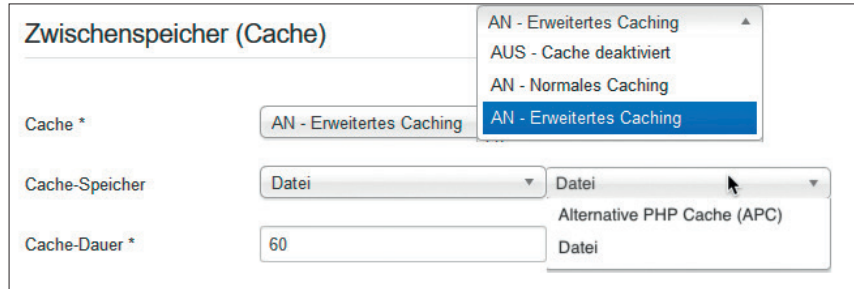 Zwischenspeicher (Cache)
AN - Erweitertes Caching
AUS - Cache deaktiviert
AN - Normales Caching
AN - Erweitertes Caching
Cache *
AN - Erweitertes Caching
Cache-Speicher
Datei
Datei
Alternative PHP Cache (APC)
Datei
Cache-Dauer *
60